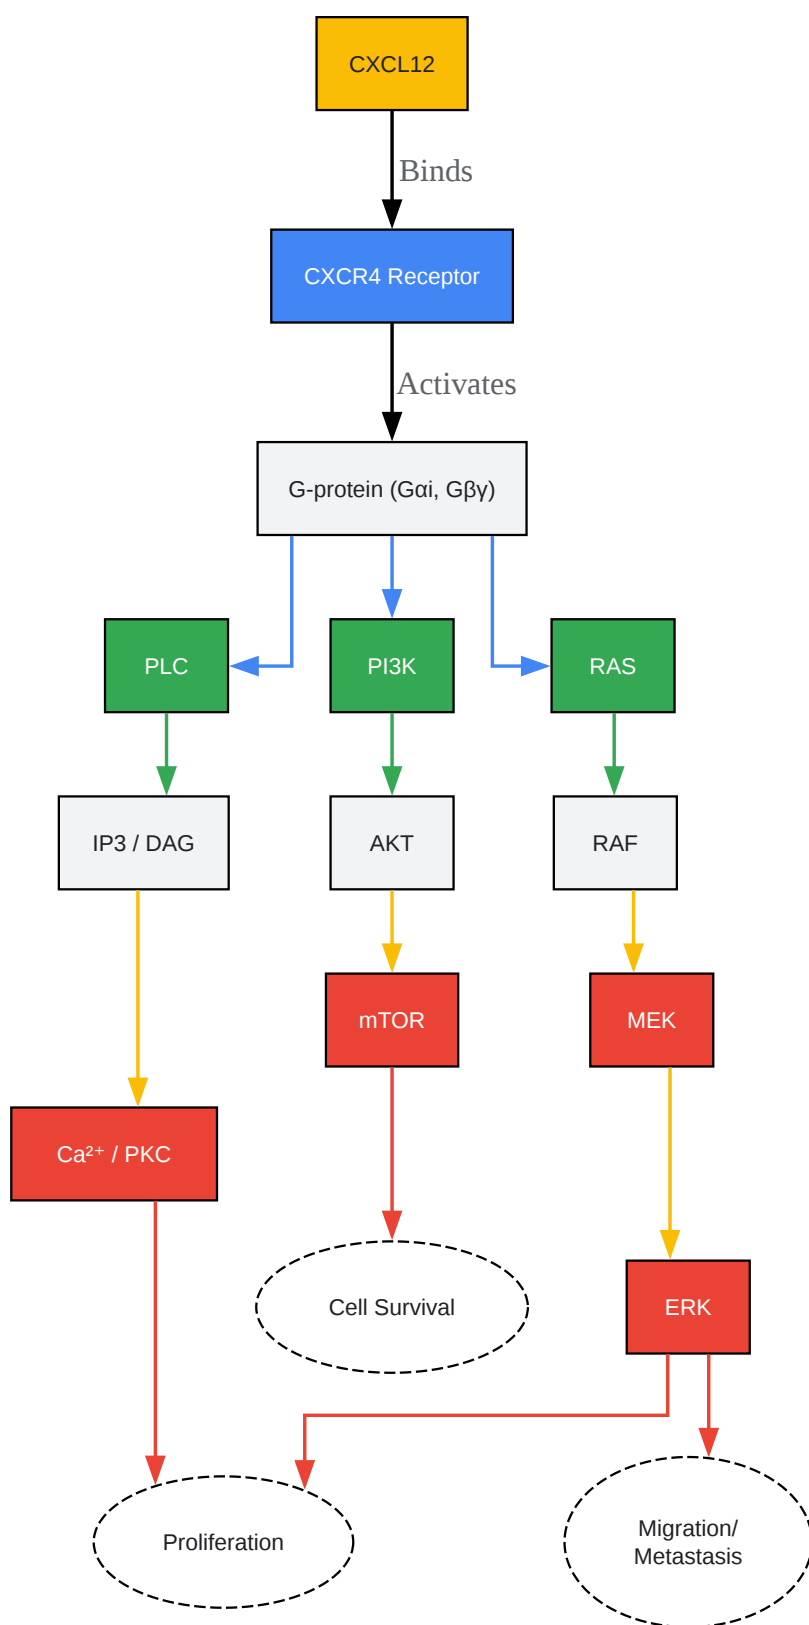 CXCL12
Binds
CXCR4 Receptor
Activates
G-protein (Gαi, Gβγ)
PLC
PI3K
RAS
IP3 / DAG
AKT
RAF
mTOR
MEK
Ca²⁺ / PKC
Cell Survival
ERK
Proliferation
Migration/
Metastasis